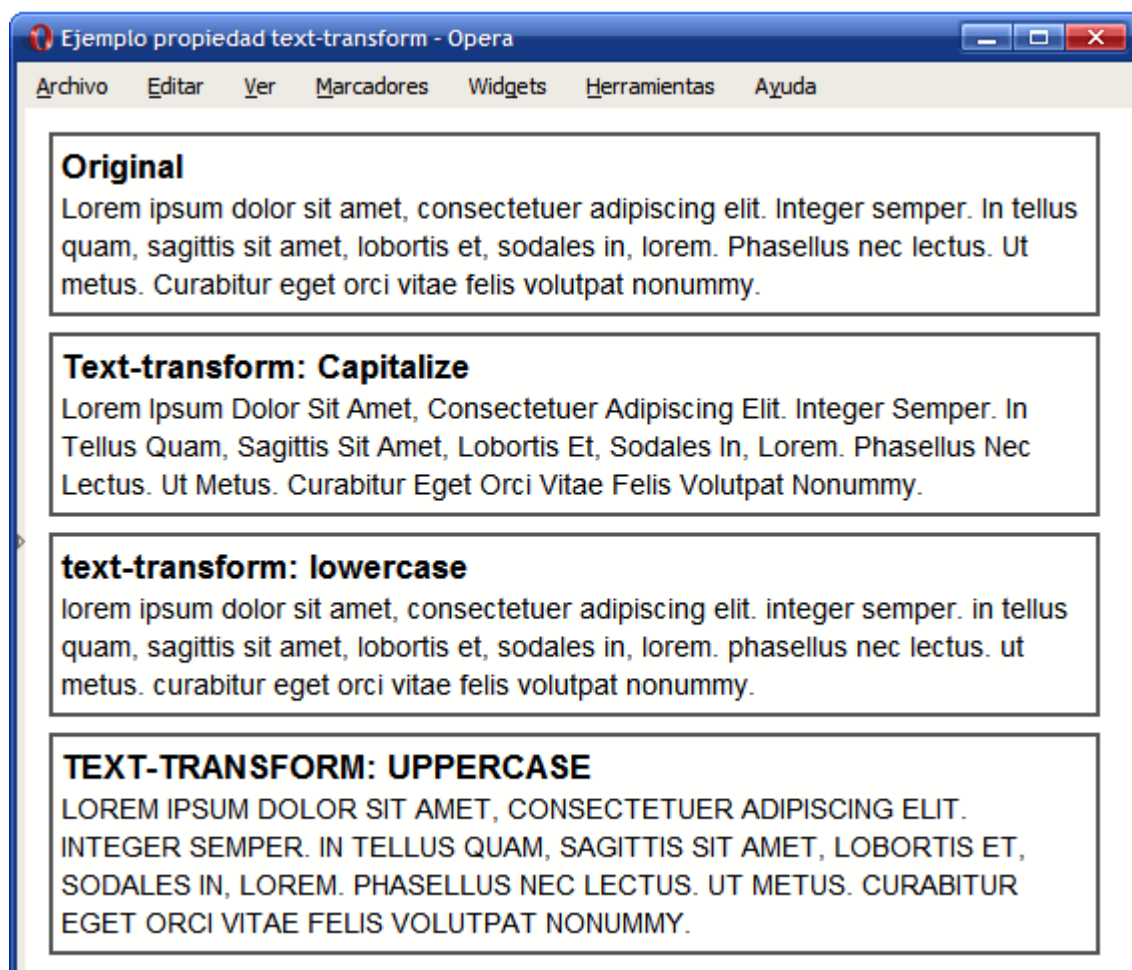 Ejemplo propiedad text-transform - Opera
Archivo Editar Ver Marcadores Widgets Herramientas Ayuda
Original
Lorem ipsum dolor sit amet, consectetuer adipiscing elit. Integer semper. In tellus
quam, sagittis sit amet, lobortis et, sodales in, lorem. Phasellus nec lectus. Ut
metus. Curabitur eget orci vitae felis volutpat nonummy.
Text-transform: Capitalize
Lorem Ipsum Dolor Sit Amet, Consectetuer Adipiscing Elit. Integer Semper. In
Tellus Quam, Sagittis Sit Amet, Lobortis Et, Sodales In, Lorem. Phasellus Nec
Lectus. Ut Metus. Curabitur Eget Orci Vitae Felis Volutpat Nonummy.
text-transform: lowercase
lorem ipsum dolor sit amet, consectetuer adipiscing elit. integer semper. in tellus
quam, sagittis sit amet, lobortis et, sodales in, lorem. phasellus nec lectus. ut
metus. curabitur eget orci vitae felis volutpat nonummy.
TEXT-TRANSFORM: UPPERCASE
LOREM IPSUM DOLOR SIT AMET, CONSECTETUER ADIPISCING ELIT.
INTEGER SEMPER. IN TELLUS QUAM, SAGITTIS SIT AMET, LOBORTIS ET,
SODALES IN, LOREM. PHASELLUS NEC LECTUS. UT METUS. CURABITUR
EGET ORCI VITAE FELIS VOLUTPAT NONUMMY.